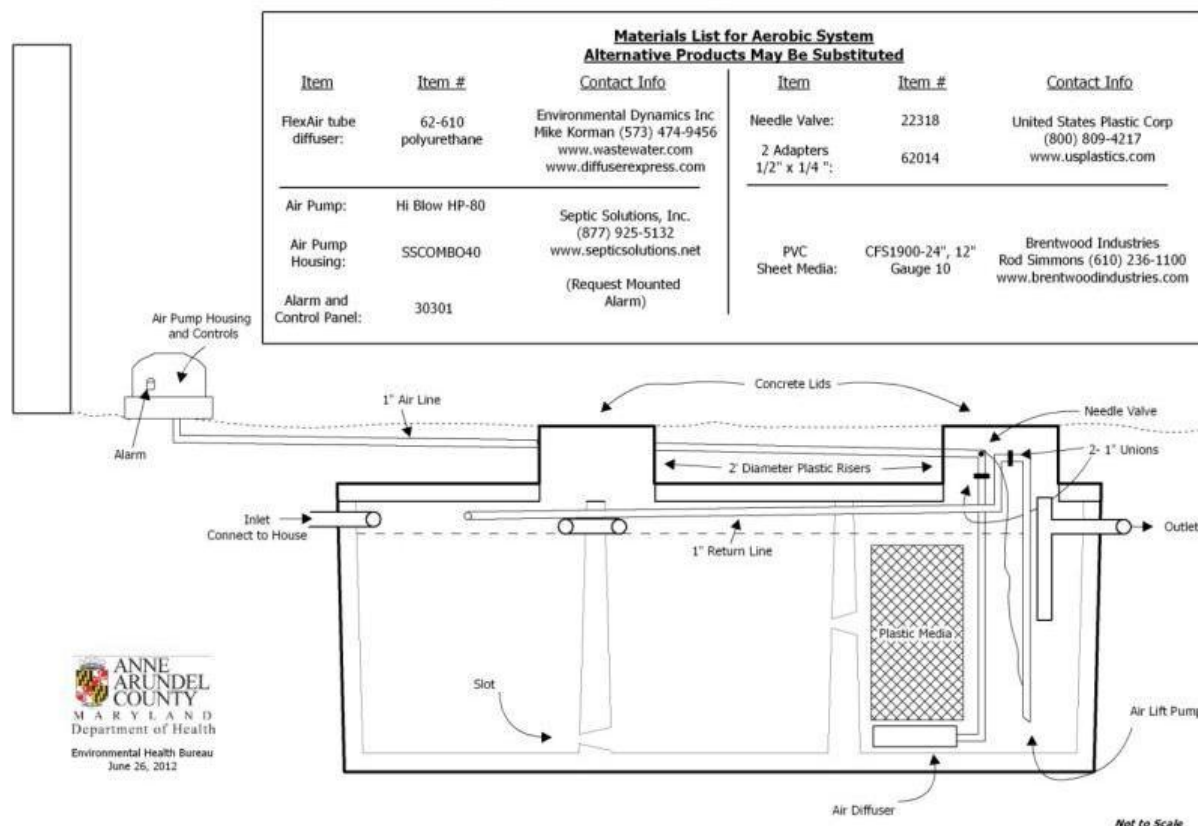 Materials List for Aerobic System
Alternative Products May Be Substituted
Item Item # Contact Info
FlexAir tube
diffuser:
62-610
polyurethane
Environmental Dynamics Inc
Mike Korman (573) 474-9456
www.wastewater.com
www.diffuserexpress.com
Air Pump: Hi Blow HP-80
Air Pump
Housing:
SSCOMBO40
Alarm and
Control Panel:
30301
Septic Solutions, Inc.
(877) 925-5132
www.septicsolutions.net
(Request Mounted
Alarm)
Item Item # Contact Info
Needle Valve: 22318
2 Adapters
1/2" x 1/4 ":
62014
United States Plastic Corp
(800) 809-4217
www.usplastics.com
PVC
Sheet Media:
CFS1900-24", 12"
Gauge 10
Brentwood Industries
Rod Simmons (610) 236-1100
www.brentwoodindustries.com
Air Pump Housing
and Controls
Alarm
1" Air Line
Concrete Lids
Needle Valve
2- 1" Unions
2' Diameter Plastic Risers
Inlet
Connect to House
1" Return Line
Outlet
Plastic Media
Slot
Air Lift Pump
Air Diffuser
ANNE
ARUNDEL
COUNTY
MARYLAND
Department of Health
Environmental Health Bureau
June 26, 2012
Not to Scale